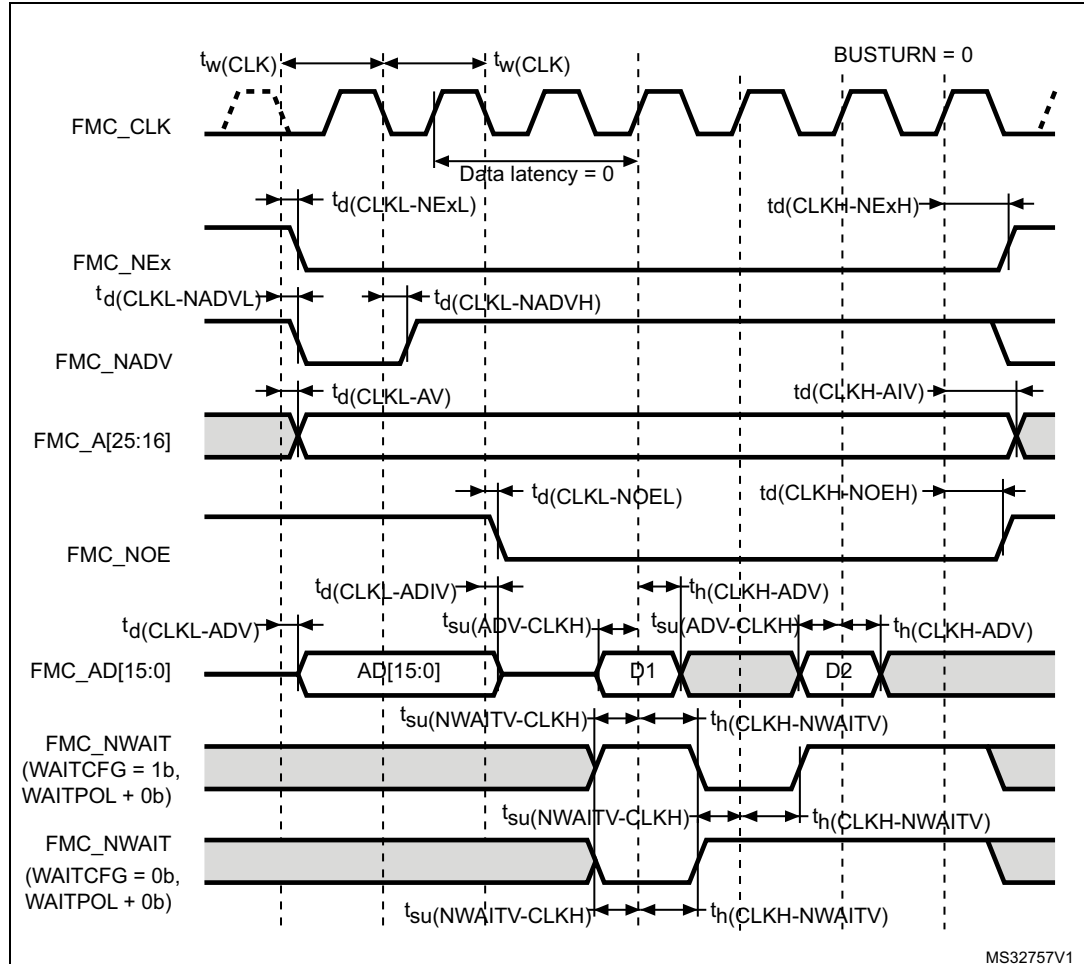 tw(CLK) tw(CLK) BUSTURN = 0
FMC_CLK
Data latency = 0
td(CLKL-NExL) td(CLKH-NExH)
FMC_NEx
td(CLKL-NADVL) td(CLKL-NADVH)
FMC_NADV
td(CLKL-AV) td(CLKH-AIV)
FMC_A[25:16]
td(CLKL-NOEL) td(CLKH-NOEH)
FMC_NOE
td(CLKL-ADIV) th(CLKH-ADV)
td(CLKL-ADV) tsu(ADV-CLKH) tsu(ADV-CLKH) th(CLKH-ADV)
FMC_AD[15:0] AD[15:0] D1 D2
tsu(NWAITV-CLKH) th(CLKH-NWAITV)
FMC_NWAIT
(WAITCFG = 1b,
WAITPOL + 0b)
tsu(NWAITV-CLKH) th(CLKH-NWAITV)
FMC_NWAIT
(WAITCFG = 0b,
WAITPOL + 0b)
tsu(NWAITV-CLKH) th(CLKH-NWAITV)
MS32757V1